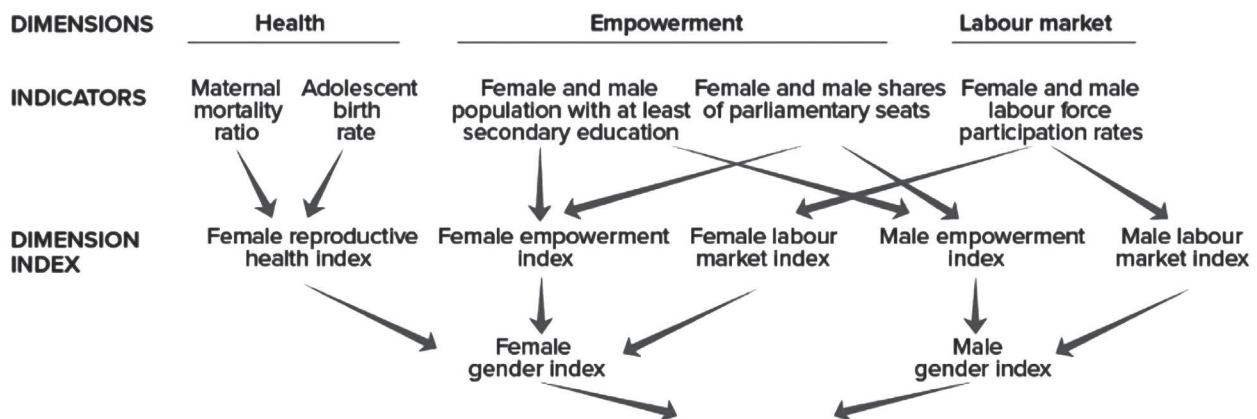 DIMENSIONS Health Empowerment Labour market
INDICATORS
Maternal
mortality
ratio
Adolescent
birth
rate
Female and male
population with at least
secondary education
Female and male shares
of parliamentary seats
Female and male
labour force
participation rates
DIMENSION
INDEX
Female reproductive
health index
Female empowerment
index
Female labour
market index
Male empowerment
index
Male labour
market index
Female
gender index
Male
gender index